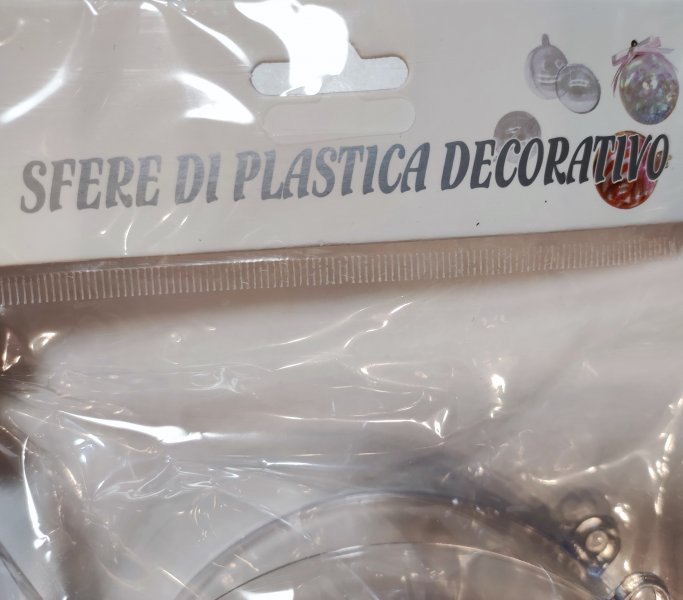 SFERE DI PLASTICA DECORATIVO